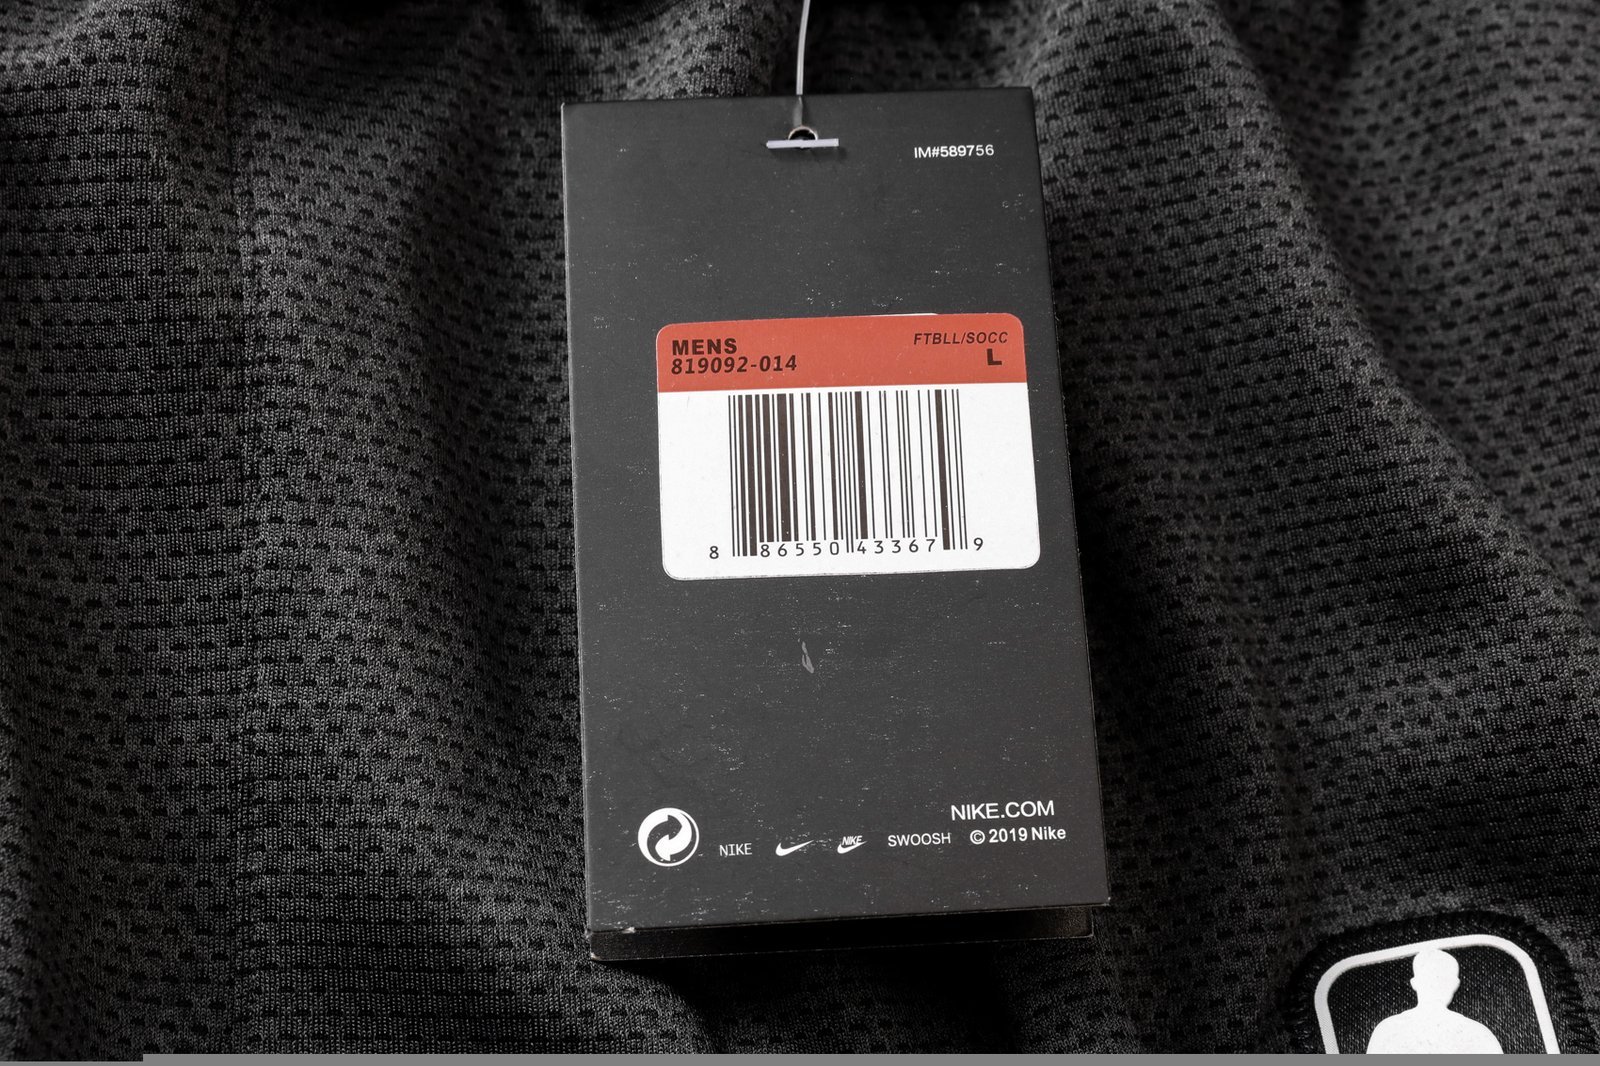 IM#589756
MENS
FTBLL/SOCC
819092-014
L
8 86550 43367 9
NIKE.COM
NIKE NIKE SWOOSH © 2019 Nike